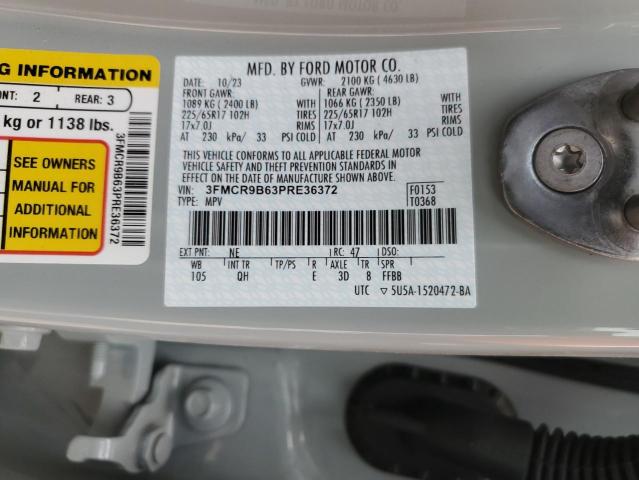 G INFORMATION
ONT: 2 REAR: 3
kg or 1138 lbs.
SEE OWNERS
MANUAL FOR
ADDITIONAL
INFORMATION
3FMCR9B63PRE36372
MFD. BY FORD MOTOR CO.
DATE: 10/23 GVWR: 2100 KG ( 4630 LB)
FRONT GAWR: REAR GAWR:
1089 KG ( 2400 LB) WITH 1066 KG ( 2350 LB) WITH
225/65R17 102H TIRES 225/65R17 102H TIRES
17x7.0J RIMS 17x7.0J RIMS
AT 230 kPa/ 33 PSI COLD AT 230 kPa/ 33 PSI COLD
THIS VEHICLE CONFORMS TO ALL APPLICABLE FEDERAL MOTOR
VEHICLE SAFETY AND THEFT PREVENTION STANDARDS IN
EFFECT ON THE DATE OF MANUFACTURE SHOWN ABOVE.
VIN: 3FMCR9B63PRE36372 F0153
TYPE: MPV T0368
EXT PNT: NE RC: 47 DSO:
WB INT TR TP/PS R AXLE TR SPR
105 QH E 3D 8 FFBB
UTC ▽ 5U5A-1520472-BA